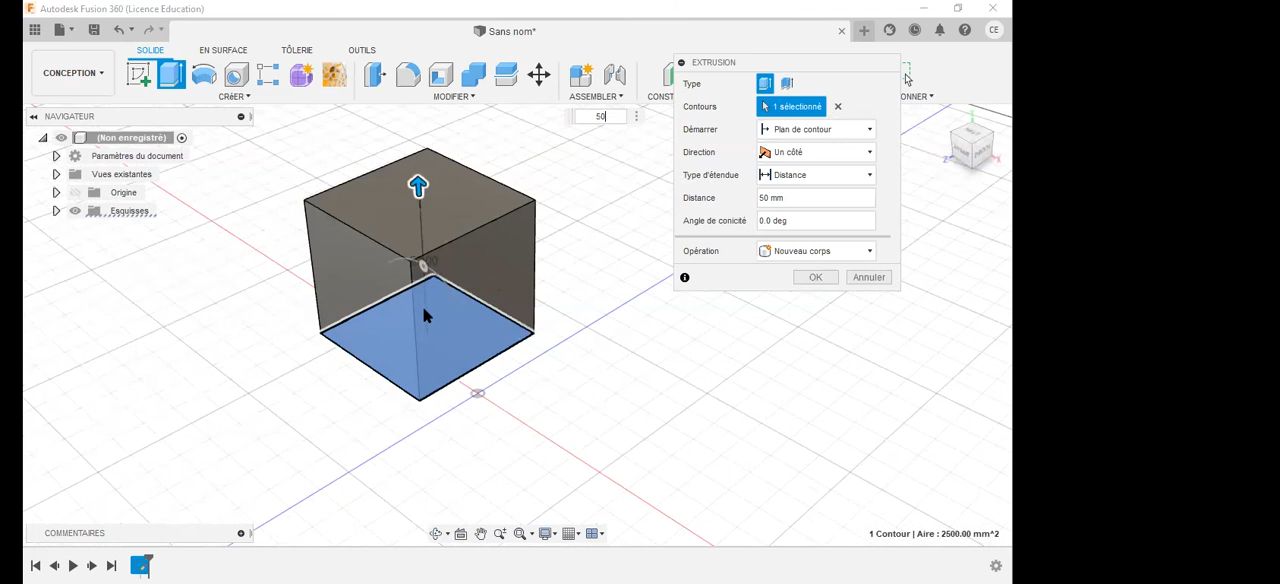 Autodesk Fusion 360 (Licence Education)
Sans nom*
CE
SOLIDE EN SURFACE TÔLERIE OUTILS
CONCEPTION
CRÉER MODIFIER ASSEMBLER CONST ONNER
NAVIGATEUR
50
(Non enregistré)
Paramètres du document
Vues existantes
Origine
Esquisses
EXTRUSION
Type
Contours 1 sélectionné
Démarrer Plan de contour
Direction Un côté
Type d'étendue Distance
Distance 50 mm
Angle de conicité 0.0 deg
Opération Nouveau corps
OK Annuler
Z X
COMMENTAIRES
1 Contour | Aire : 2500.00 mm^2